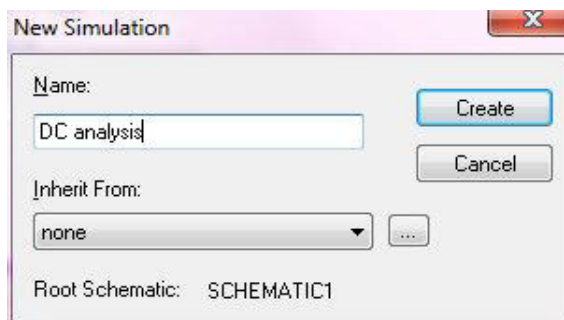 New Simulation
Name:
Create
DC analysis
Cancel
Inherit From:
none
...
Root Schematic: SCHEMATIC1